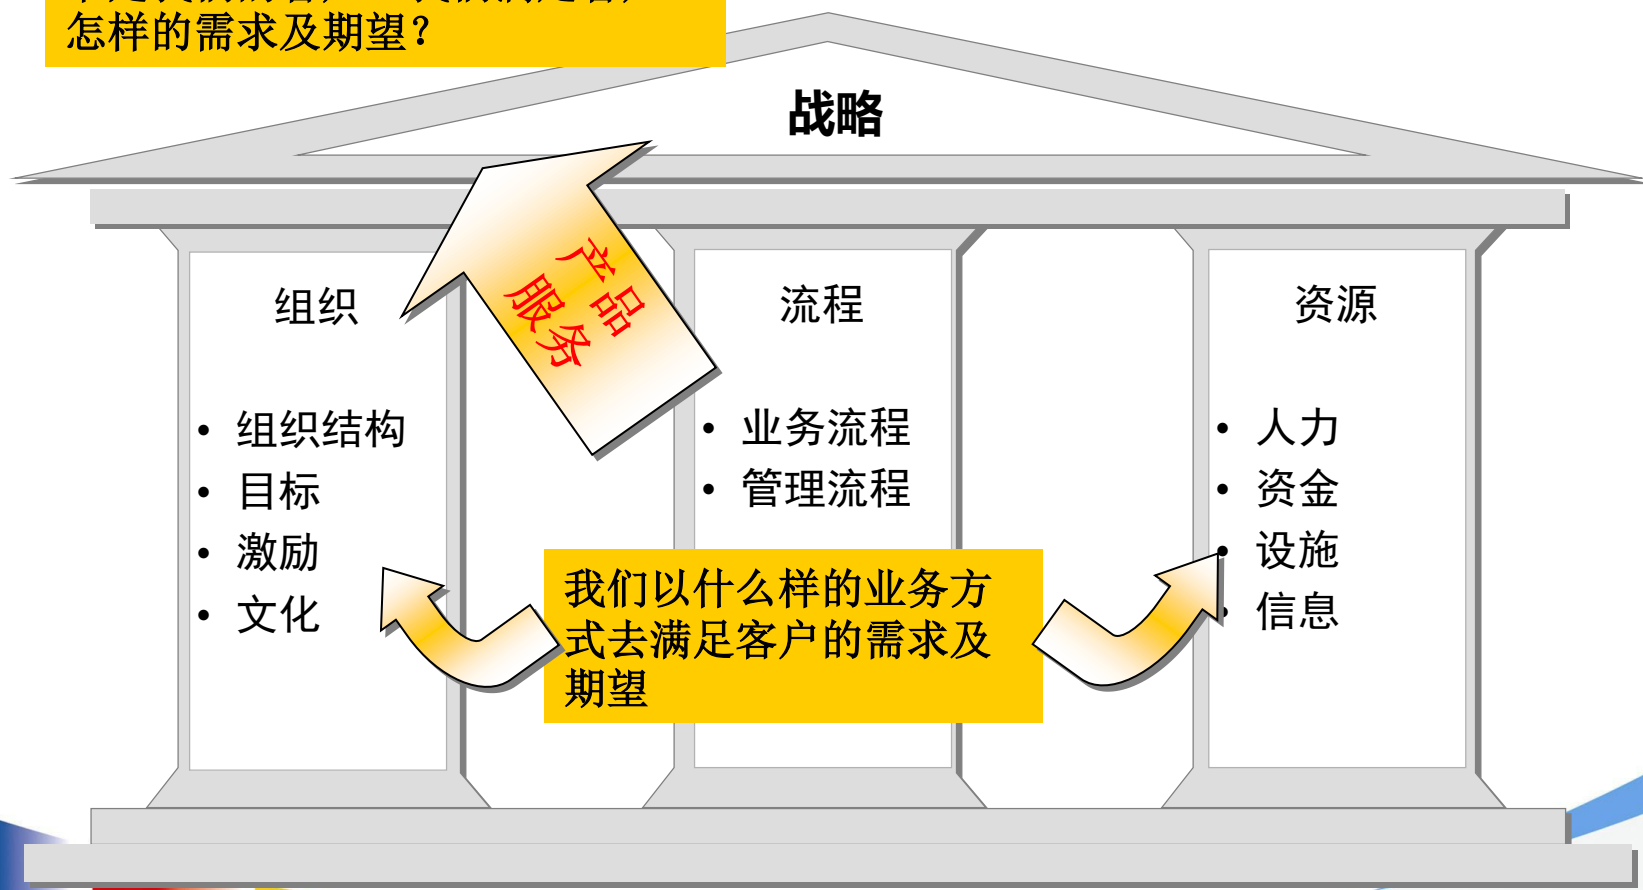 怎样的需求及期望？
战略
产品
服务
组织
• 组织结构
• 目标
• 激励
• 文化
流程
• 业务流程
• 管理流程
资源
• 人力
• 资金
• 设施
• 信息
我们以什么样的业务方
式去满足客户的需求及
期望